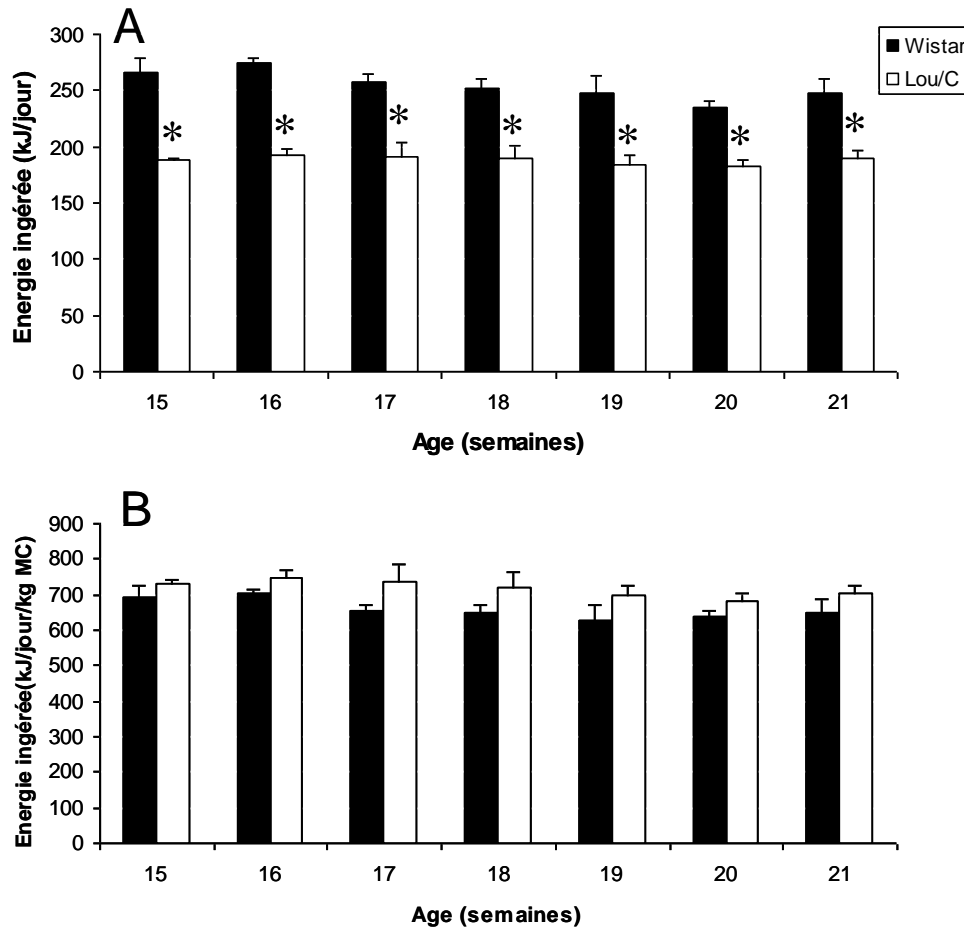 A
Wistar
Lou/C
Energie ingérée (kJ/jour)
300
250
200
150
100
50
0
* * * * * * *
15 16 17 18 19 20 21
Age (semaines)
B
Energie ingérée(kJ/jour/kg MC)
900
800
700
600
500
400
300
200
100
0
15 16 17 18 19 20 21
Age (semaines)